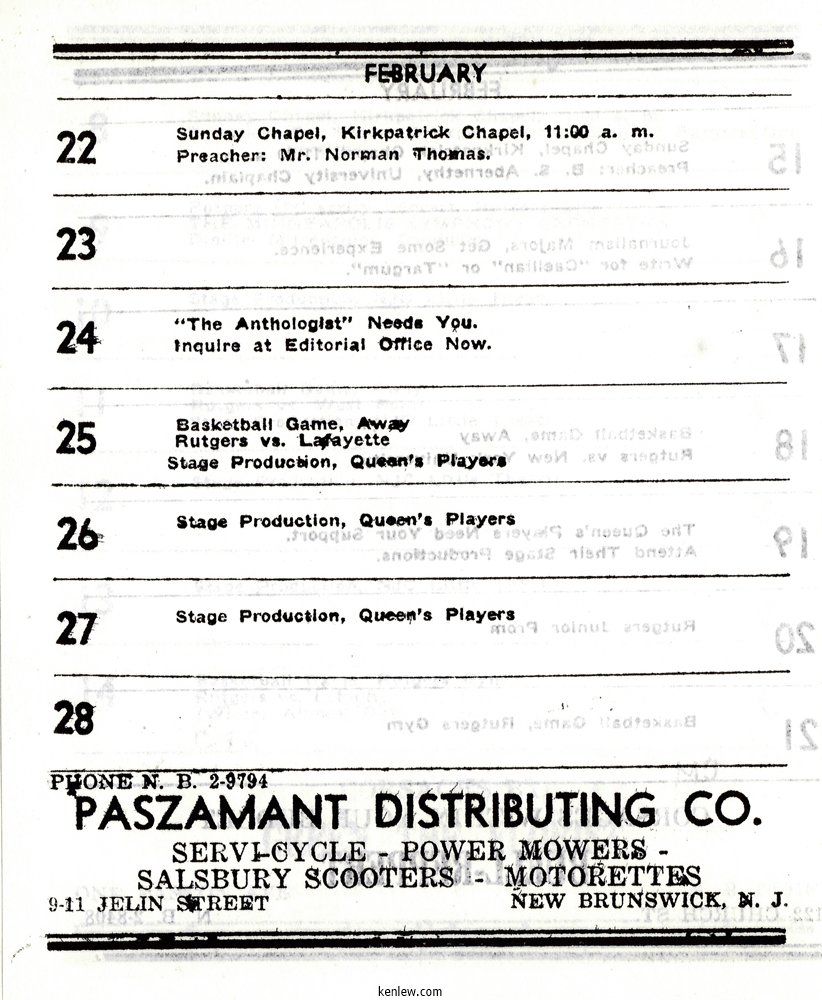 FEBRUARY
22
Sunday Chapel, Kirkpatrick Chapel, 11:00 a. m.
Preacher: Mr. Norman Thomas.
23
24
"The Anthologist" Needs You.
Inquire at Editorial Office Now.
25
Basketball Game, Away
Rutgers vs. Lafayette
Stage Production, Queen's Players
26
Stage Production, Queen's Players
27
Stage Production, Queen's Players
28
PHONE N. B. 2-9794
PASZAMANT DISTRIBUTING CO.
SERVI-CYCLE - POWER MOWERS -
SALSBURY SCOOTERS - MOTORETTES
9-11 JELIN STREET NEW BRUNSWICK, N. J.
kenlew.com